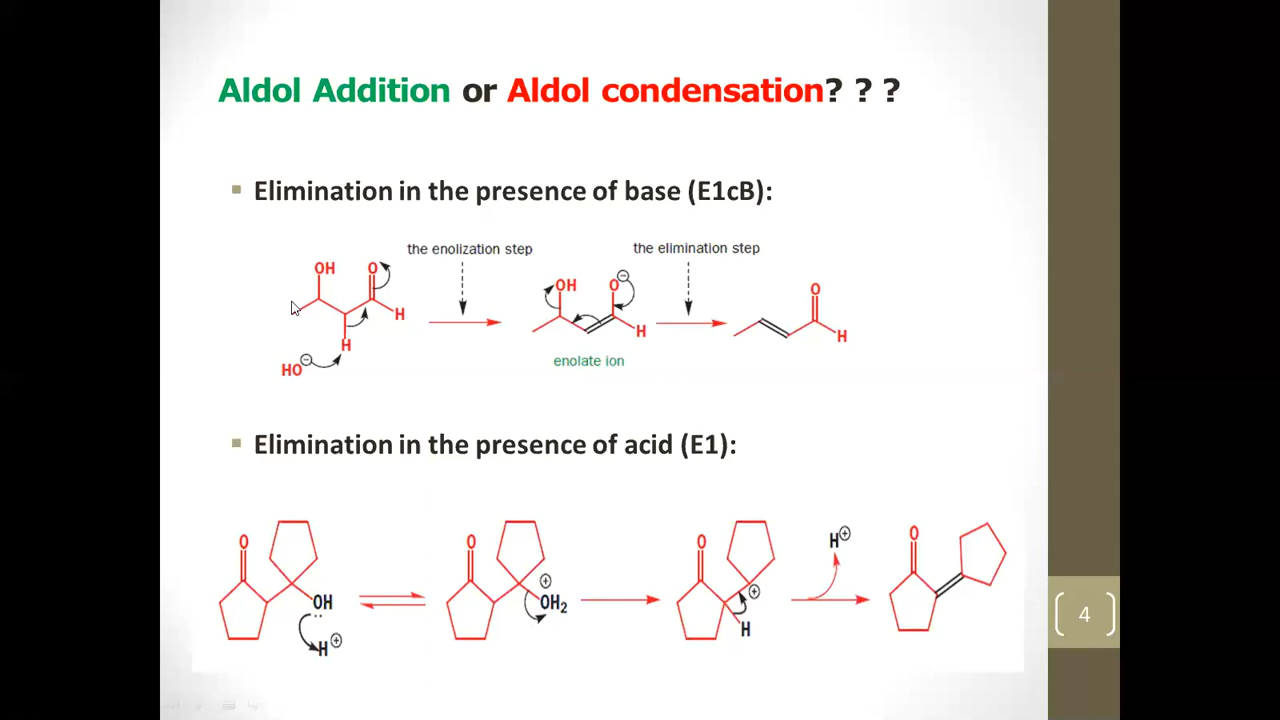 Aldol Addition or Aldol condensation? ? ?
▪ Elimination in the presence of base (E1cB):
the enolization step
the elimination step
OH
O
H
H
HO⊖
OH
O⊖
H
enolate ion
O
H
▪ Elimination in the presence of acid (E1):
O
OH
H⊕
O
⊕
OH2
O
⊕
H
H⊕
O
4